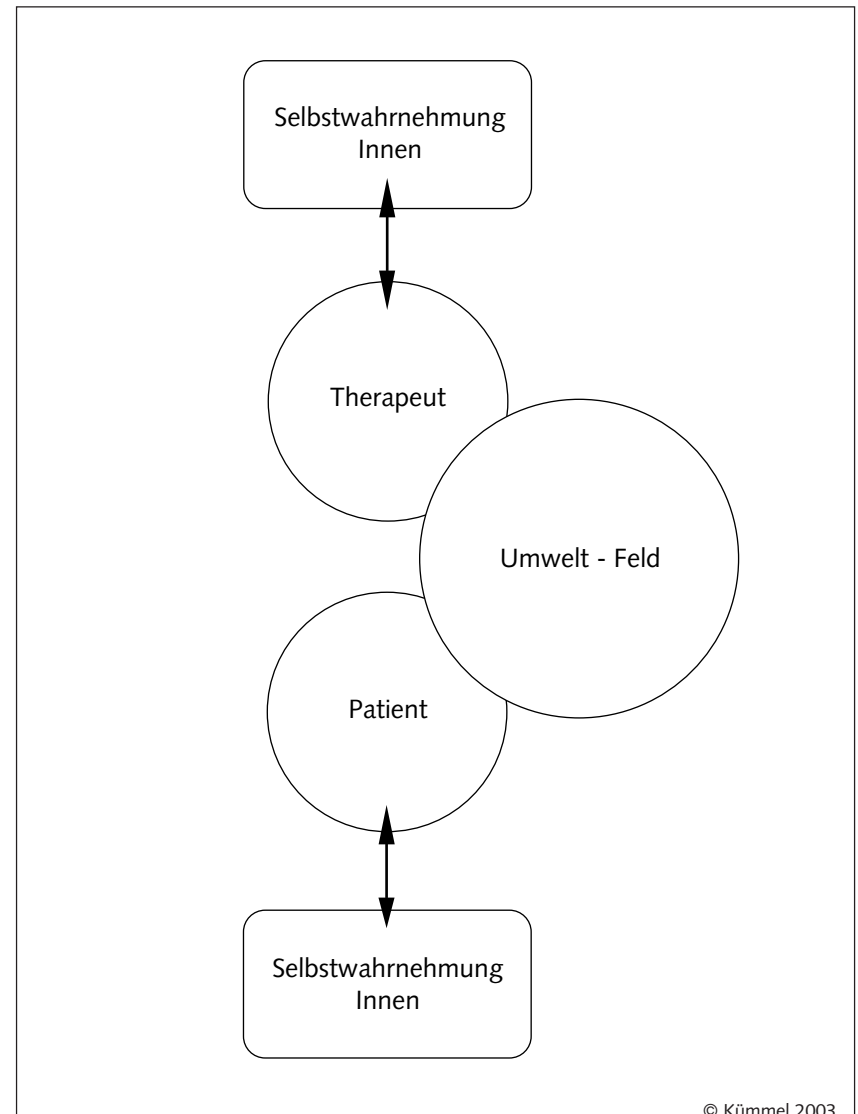 Selbstwahrnehmung
Innen
Therapeut
Umwelt - Feld
Patient
Selbstwahrnehmung
Innen
© Kümmel 2003